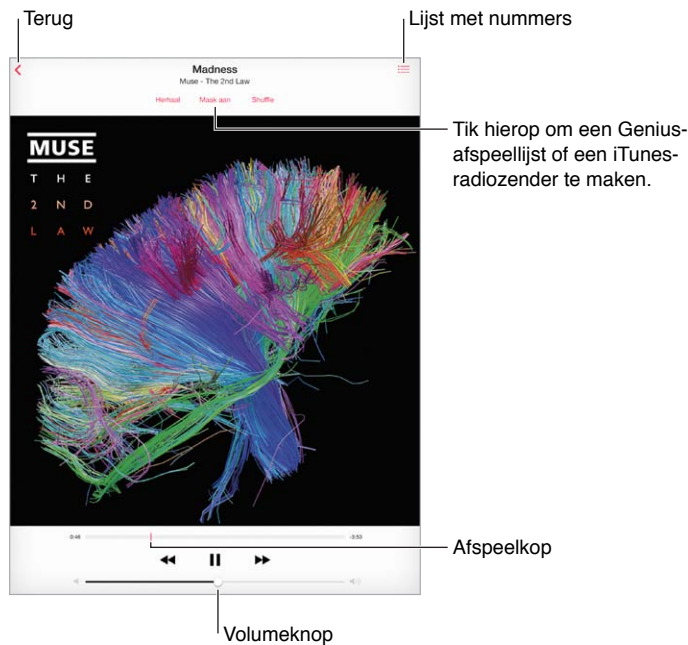 Terug
Lijst met nummers
Madness
Muse - The 2nd Law
Herhaal Maak aan Shuffle
Tik hierop om een Genius-
afspeellijst of een iTunes-
radiozender te maken.
MUSE
T H E
2 N D
L A W
0:48 -3:53
Afspeelkop
Volumeknop